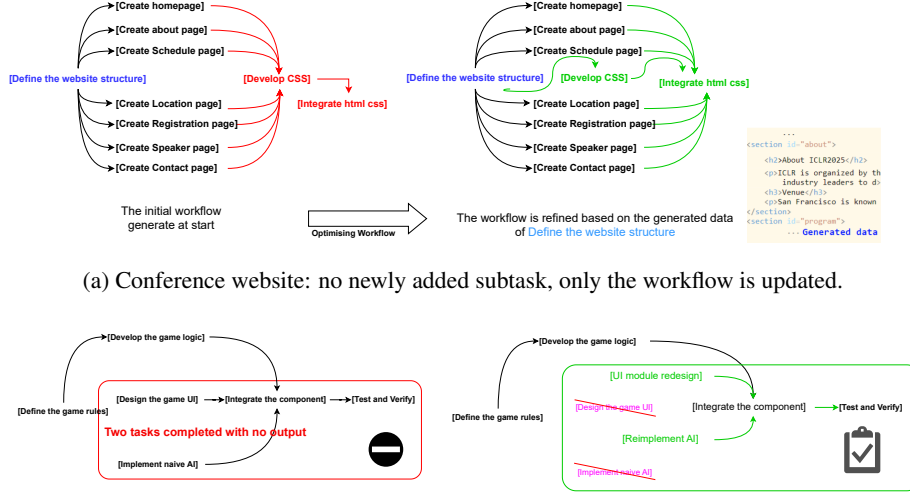 [Create homepage]
[Create about page]
[Create Schedule page]
[Define the website structure]
[Develop CSS]
[Integrate html css]
[Create Location page]
[Create Registration page]
[Create Speaker page]
[Create Contact page]
The initial workflow
generate at start
Optimising Workflow
[Create homepage]
[Create about page]
[Create Schedule page]
[Define the website structure]
[Develop CSS]
[Integrate html css]
[Create Location page]
[Create Registration page]
[Create Speaker page]
[Create Contact page]
The workflow is refined based on the generated data
of Define the website structure
...
<section id="about">
<h2>About ICLR2025</h2>
<p>ICLR is organized by th
industry leaders to d>
<h3>Venue</h3>
<p>San Francisco is known
</section>
<section id="program">
... Generated data
(a) Conference website: no newly added subtask, only the workflow is updated.
[Develop the game logic]
[Design the game UI]
[Integrate the component]
[Test and Verify]
[Define the game rules]
Two tasks completed with no output
[Implement naive AI]
[Develop the game logic]
[UI module redesign]
[Design the game UI]
[Integrate the component]
[Test and Verify]
[Define the game rules]
[Reimplement AI]
[Implement naive AI]